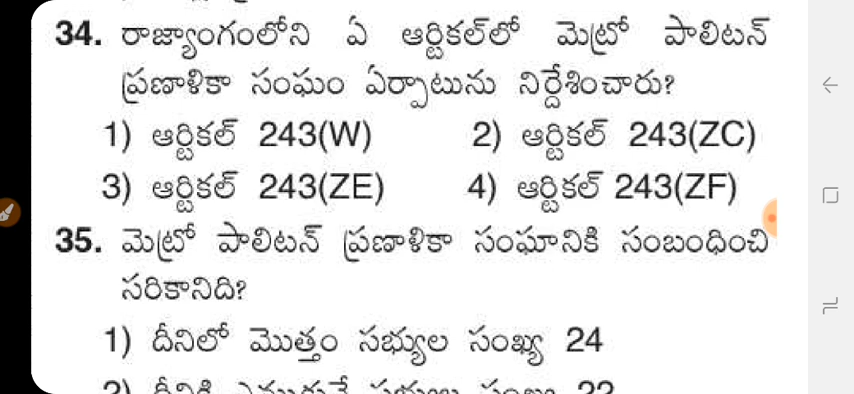 34. రాజ్యాంగంలోని ఏ ఆర్టికల్‌లో మెట్రో పాలిటన్
ప్రణాళికా సంఘం ఏర్పాటును నిర్దేశించారు?
1) ఆర్టికల్ 243(W) 2) ఆర్టికల్ 243(ZC)
3) ఆర్టికల్ 243(ZE) 4) ఆర్టికల్ 243(ZF)
35. మెట్రో పాలిటన్ ప్రణాళికా సంఘానికి సంబంధించి
సరికానిది?
1) దీనిలో మొత్తం సభ్యుల సంఖ్య 24